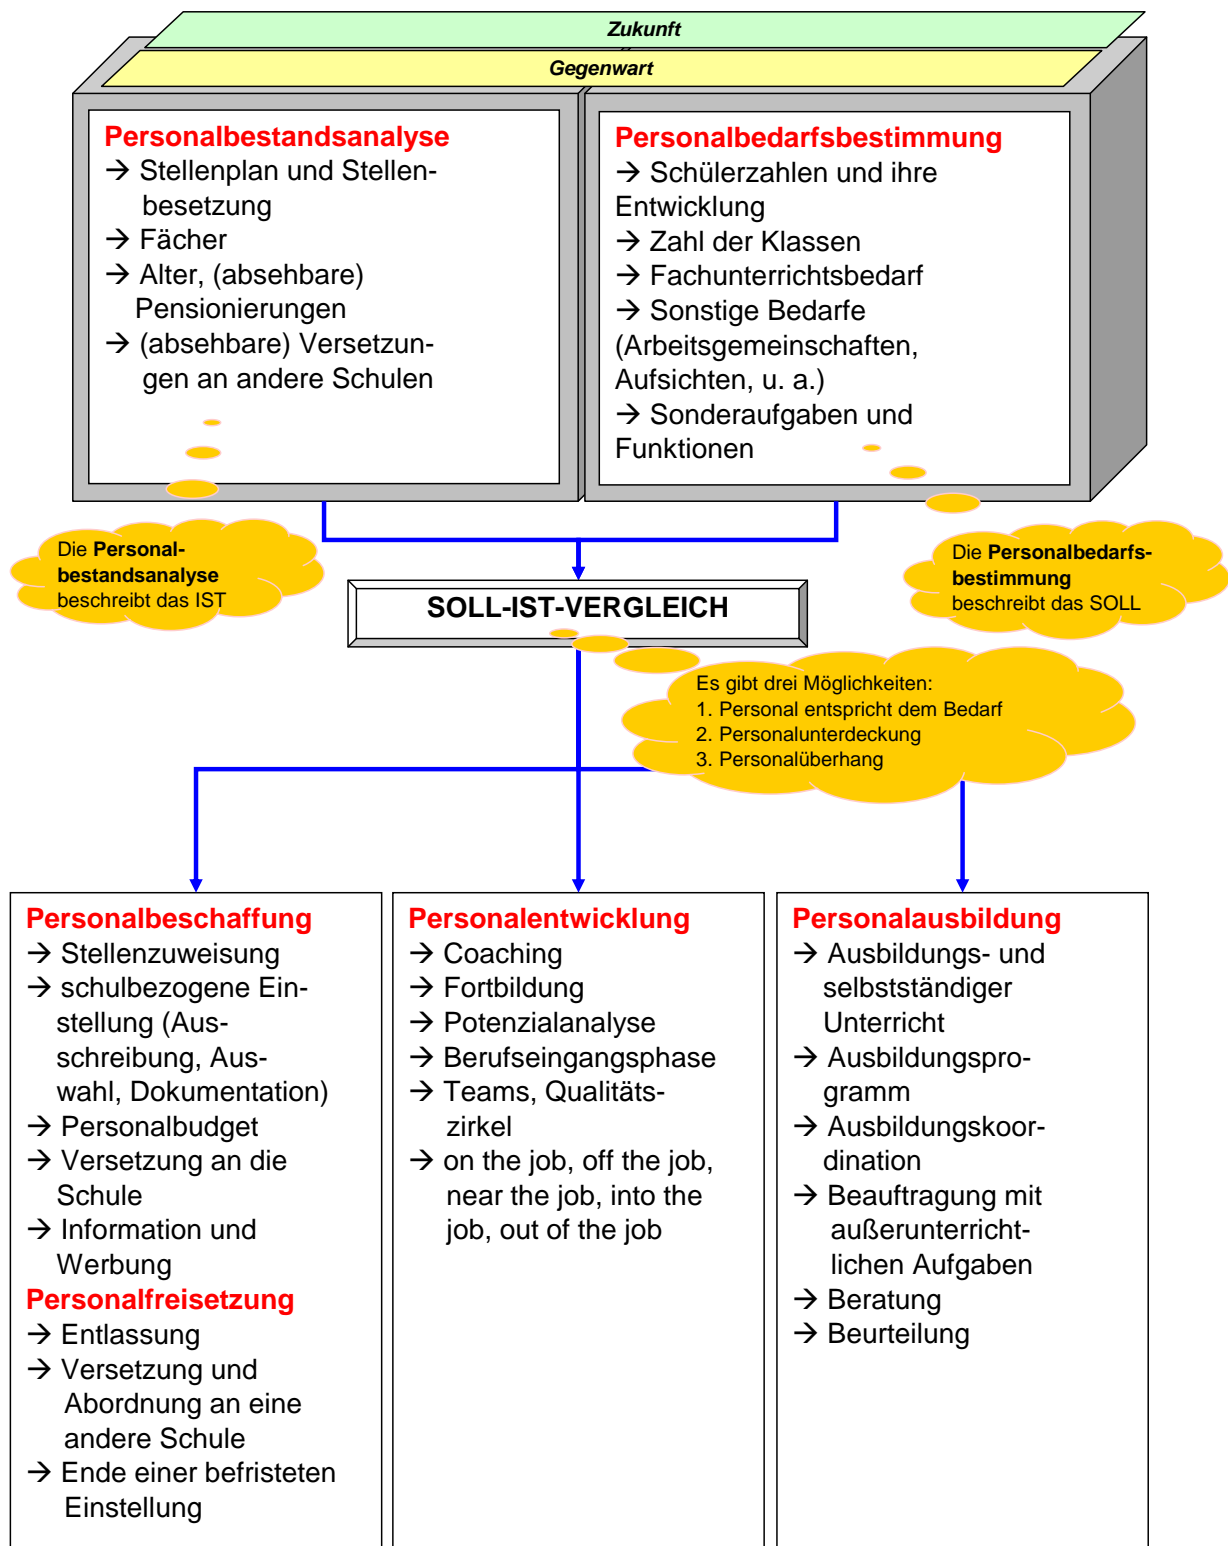 Zukunft
Gegenwart
Personalbestandsanalyse
→ Stellenplan und Stellen-
besetzung
→ Fächer
→ Alter, (absehbare)
Pensionierungen
→ (absehbare) Versetzun-
gen an andere Schulen
Personalbedarfsbestimmung
→ Schülerzahlen und ihre
Entwicklung
→ Zahl der Klassen
→ Fachunterrichtsbedarf
→ Sonstige Bedarfe
(Arbeitsgemeinschaften,
Aufsichten, u. a.)
→ Sonderaufgaben und
Funktionen
Die Personal-
bestandsanalyse
beschreibt das IST
Die Personalbedarfs-
bestimmung
beschreibt das SOLL
SOLL-IST-VERGLEICH
Es gibt drei Möglichkeiten:
1. Personal entspricht dem Bedarf
2. Personalunterdeckung
3. Personalüberhang
Personalbeschaffung
→ Stellenzuweisung
→ schulbezogene Ein-
stellung (Aus-
schreibung, Aus-
wahl, Dokumentation)
→ Personalbudget
→ Versetzung an die
Schule
→ Information und
Werbung
Personalfreisetzung
→ Entlassung
→ Versetzung und
Abordnung an eine
andere Schule
→ Ende einer befristeten
Einstellung
Personalentwicklung
→ Coaching
→ Fortbildung
→ Potenzialanalyse
→ Berufseingangsphase
→ Teams, Qualitäts-
zirkel
→ on the job, off the job,
near the job, into the
job, out of the job
Personalausbildung
→ Ausbildungs- und
selbstständiger
Unterricht
→ Ausbildungspro-
gramm
→ Ausbildungskoor-
dination
→ Beauftragung mit
außerunterricht-
lichen Aufgaben
→ Beratung
→ Beurteilung